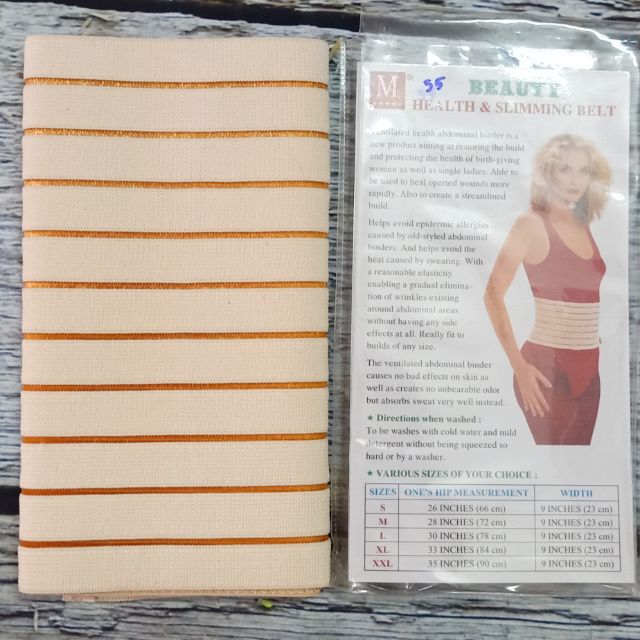 M ® 55 BEAUTY
HEALTH & SLIMMING BELT
Ventilated health abdominal binder is a
new product aiming at restoring the build
and protecting the health of birth-giving
women as well as single ladies. Able to
be used to heal operted wounds more
rapidly. Also to create a streamlined
build.
Helps avoid epidermic allergies
caused by old-styled abdominal
binders. And helps avoid the
heat caused by sweating. With
a reasonable elasticity
enabling a gradual elimina-
tion of wrinkles existing
around abdominal areas
without having any side
effects at all. Really fit to
builds of any size.
The ventilated abdominal binder
causes no bad effects on skin as
well as creates no unbearable odor
but absorbs sweat very well instead.
★ Directions when washed :
To be washes with cold water and mild
detergent without being squeezed so
hard or by a washer.
★ VARIOUS SIZES OF YOUR CHOICE :
SIZES ONE'S HIP MEASUREMENT WIDTH
S 26 INCHES (66 cm) 9 INCHES (23 cm)
M 28 INCHES (72 cm) 9 INCHES (23 cm)
L 30 INCHES (78 cm) 9 INCHES (23 cm)
XL 33 INCHES (84 cm) 9 INCHES (23 cm)
XXL 35 INCHES (90 cm) 9 INCHES (23 cm)